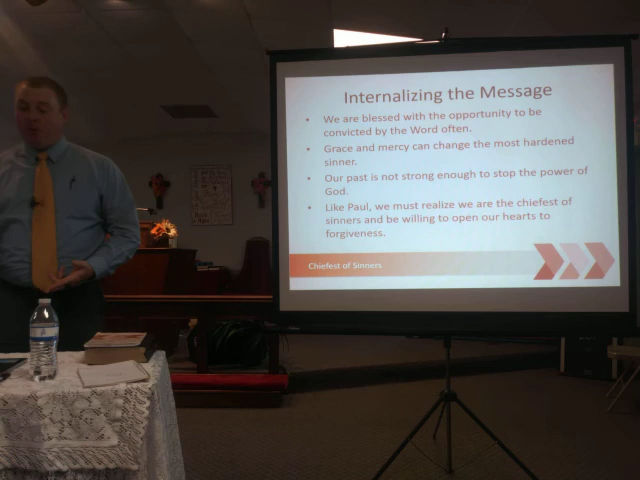 Internalizing the Message
• We are blessed with the opportunity to be
convicted by the Word often.
• Grace and mercy can change the most hardened
sinner.
• Our past is not strong enough to stop the power of
God.
• Like Paul, we must realize we are the chiefest of
sinners and be willing to open our hearts to
forgiveness.
Chiefest of Sinners